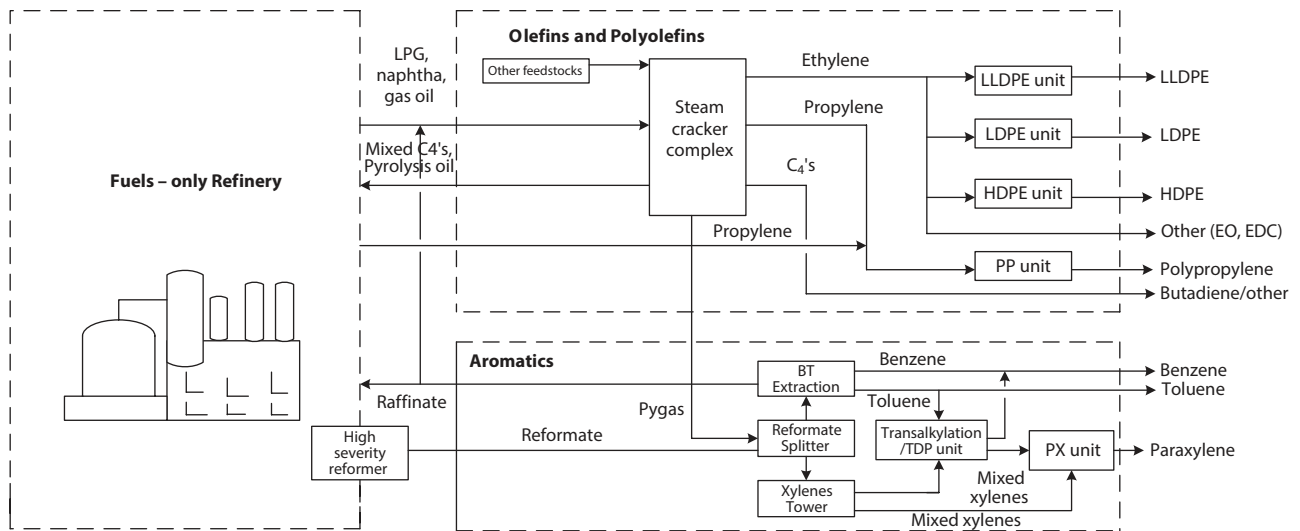 Fuels – only Refinery
LPG,
naphtha,
gas oil
Mixed C4's,
Pyrolysis oil
Propylene
Raffinate
High
severity
reformer
Reformate
Olefins and Polyolefins
Other feedstocks
Steam
cracker
complex
Ethylene
Propylene
C₄'s
LLDPE unit
LDPE unit
HDPE unit
PP unit
LLDPE
LDPE
HDPE
Other (EO, EDC)
Polypropylene
Butadiene/other
Aromatics
Pygas
BT
Extraction
Reformate
Splitter
Xylenes
Tower
Benzene
Toluene
Transalkylation
/TDP unit
Mixed
xylenes
Mixed xylenes
PX unit
Benzene
Toluene
Paraxylene